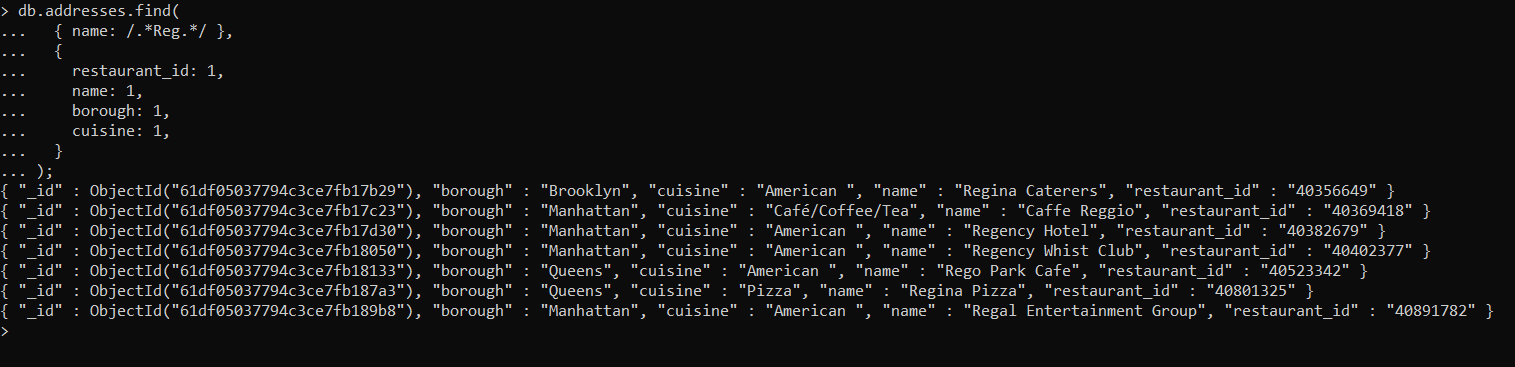 > db.addresses.find(
...   { name: /.*Reg.*/ },
...   {
...     restaurant_id: 1,
...     name: 1,
...     borough: 1,
...     cuisine: 1,
...   }
... );
{ "_id" : ObjectId("61df05037794c3ce7fb17b29"), "borough" : "Brooklyn", "cuisine" : "American ", "name" : "Regina Caterers", "restaurant_id" : "40356649" }
{ "_id" : ObjectId("61df05037794c3ce7fb17c23"), "borough" : "Manhattan", "cuisine" : "Café/Coffee/Tea", "name" : "Caffe Reggio", "restaurant_id" : "40369418" }
{ "_id" : ObjectId("61df05037794c3ce7fb17d30"), "borough" : "Manhattan", "cuisine" : "American ", "name" : "Regency Hotel", "restaurant_id" : "40382679" }
{ "_id" : ObjectId("61df05037794c3ce7fb18050"), "borough" : "Manhattan", "cuisine" : "American ", "name" : "Regency Whist Club", "restaurant_id" : "40402377" }
{ "_id" : ObjectId("61df05037794c3ce7fb18133"), "borough" : "Queens", "cuisine" : "American ", "name" : "Rego Park Cafe", "restaurant_id" : "40523342" }
{ "_id" : ObjectId("61df05037794c3ce7fb187a3"), "borough" : "Queens", "cuisine" : "Pizza", "name" : "Regina Pizza", "restaurant_id" : "40801325" }
{ "_id" : ObjectId("61df05037794c3ce7fb189b8"), "borough" : "Manhattan", "cuisine" : "American ", "name" : "Regal Entertainment Group", "restaurant_id" : "40891782" }
>